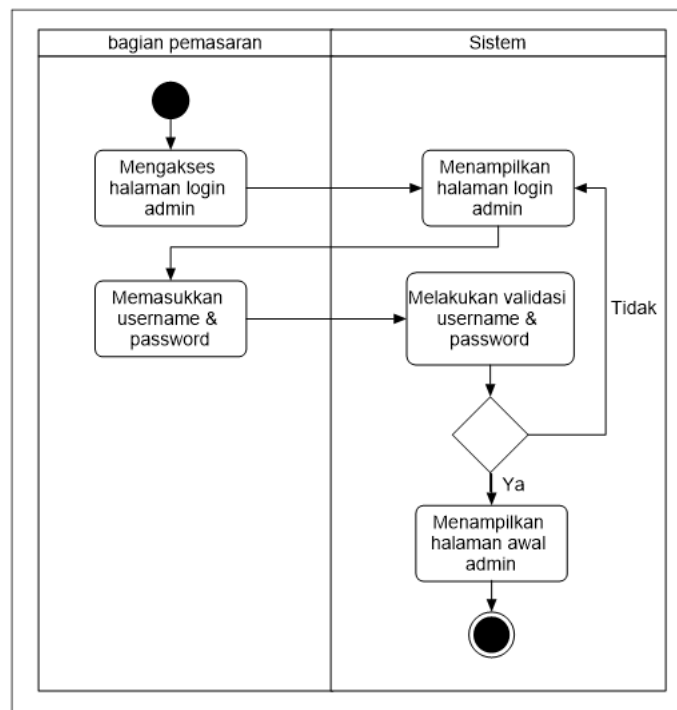 bagian pemasaran
Sistem
Mengakses
halaman login
admin
Menampilkan
halaman login
admin
Memasukkan
username &
password
Melakukan validasi
username &
password
Tidak
Ya
Menampilkan
halaman awal
admin